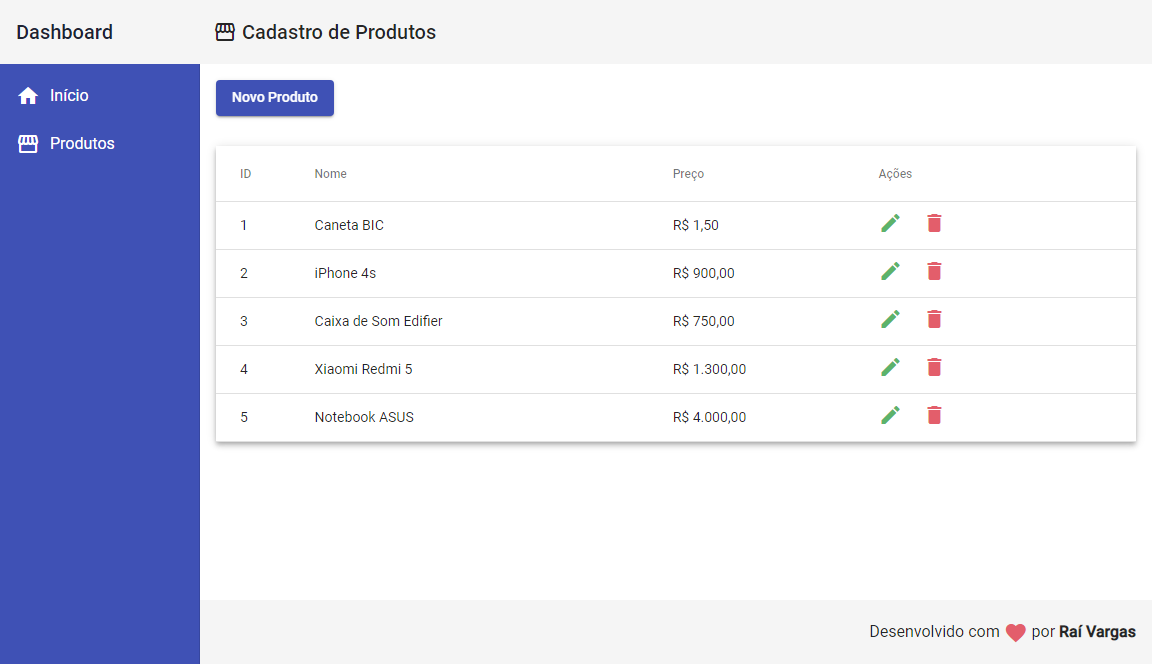 Dashboard
Cadastro de Produtos
Início
Produtos
Novo Produto
ID Nome Preço Ações
1 Caneta BIC R$ 1,50
2 iPhone 4s R$ 900,00
3 Caixa de Som Edifier R$ 750,00
4 Xiaomi Redmi 5 R$ 1.300,00
5 Notebook ASUS R$ 4.000,00
Desenvolvido com por Raí Vargas